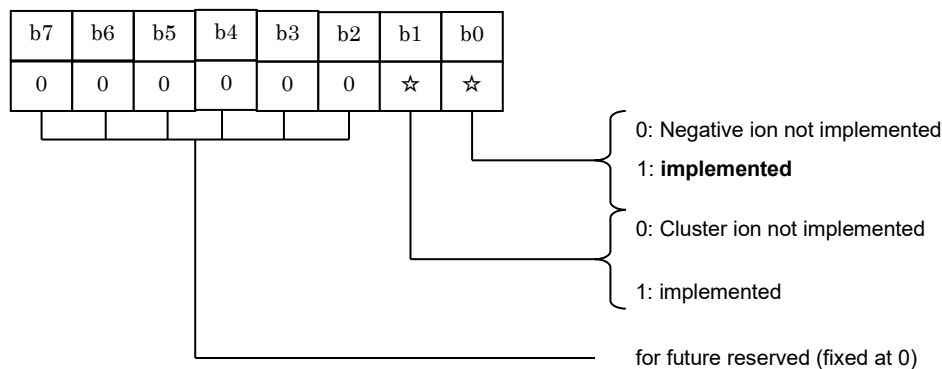 b7 b6 b5 b4 b3 b2 b1 b0
0 0 0 0 0 0 ☆ ☆
0: Negative ion not implemented
1: implemented
0: Cluster ion not implemented
1: implemented
for future reserved (fixed at 0)